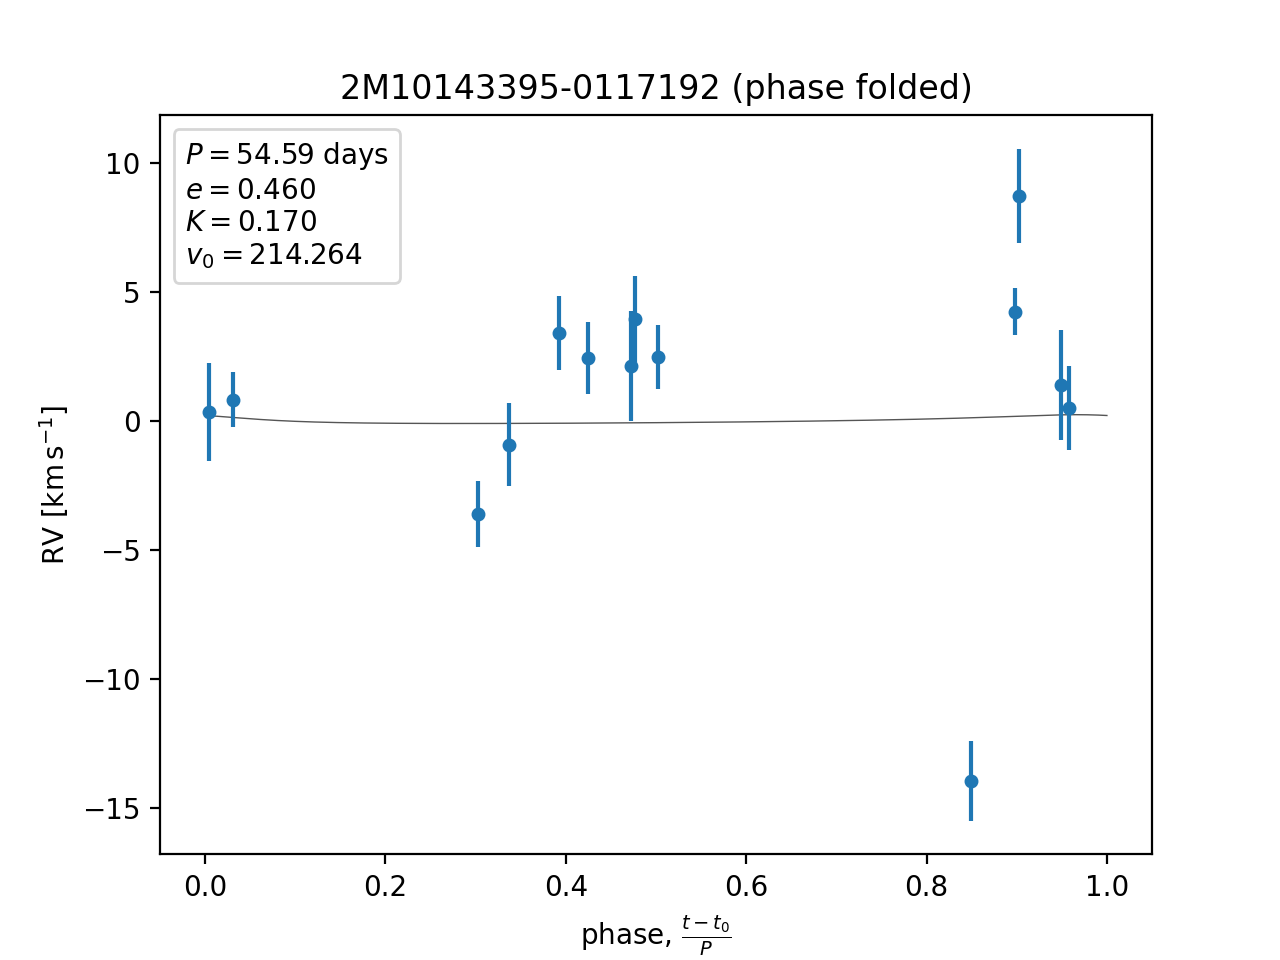 2M10143395-0117192 (phase folded)
P = 54.59 days
e = 0.460
K = 0.170
v₀ = 214.264
10
5
0
−5
−10
−15
RV [km s⁻¹]
0.0 0.2 0.4 0.6 0.8 1.0
phase, (t − t₀)/P